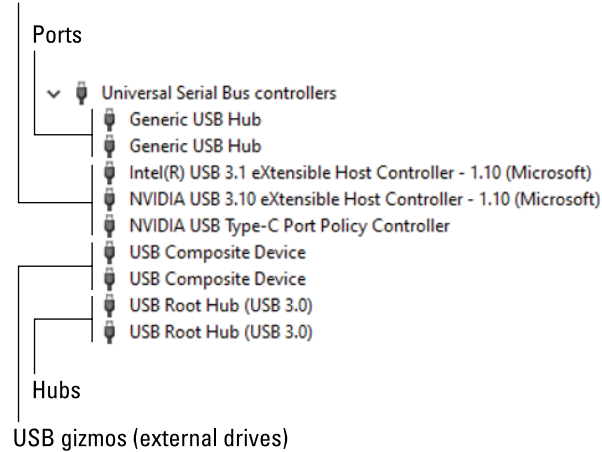 Ports
Universal Serial Bus controllers
Generic USB Hub
Generic USB Hub
Intel(R) USB 3.1 eXtensible Host Controller - 1.10 (Microsoft)
NVIDIA USB 3.10 eXtensible Host Controller - 1.10 (Microsoft)
NVIDIA USB Type-C Port Policy Controller
USB Composite Device
USB Composite Device
USB Root Hub (USB 3.0)
USB Root Hub (USB 3.0)
Hubs
USB gizmos (external drives)